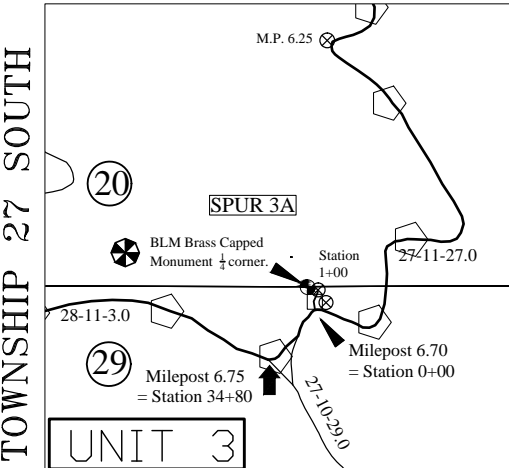 TOWNSHIP 27 SOUTH
M.P. 6.25
20
SPUR 3A
BLM Brass Capped
Monument 1/4 corner.
Station
1+00
27-11-27.0
28-11-3.0
29
Milepost 6.70
= Station 0+00
Milepost 6.75
= Station 34+80
27-10-29.0
UNIT 3